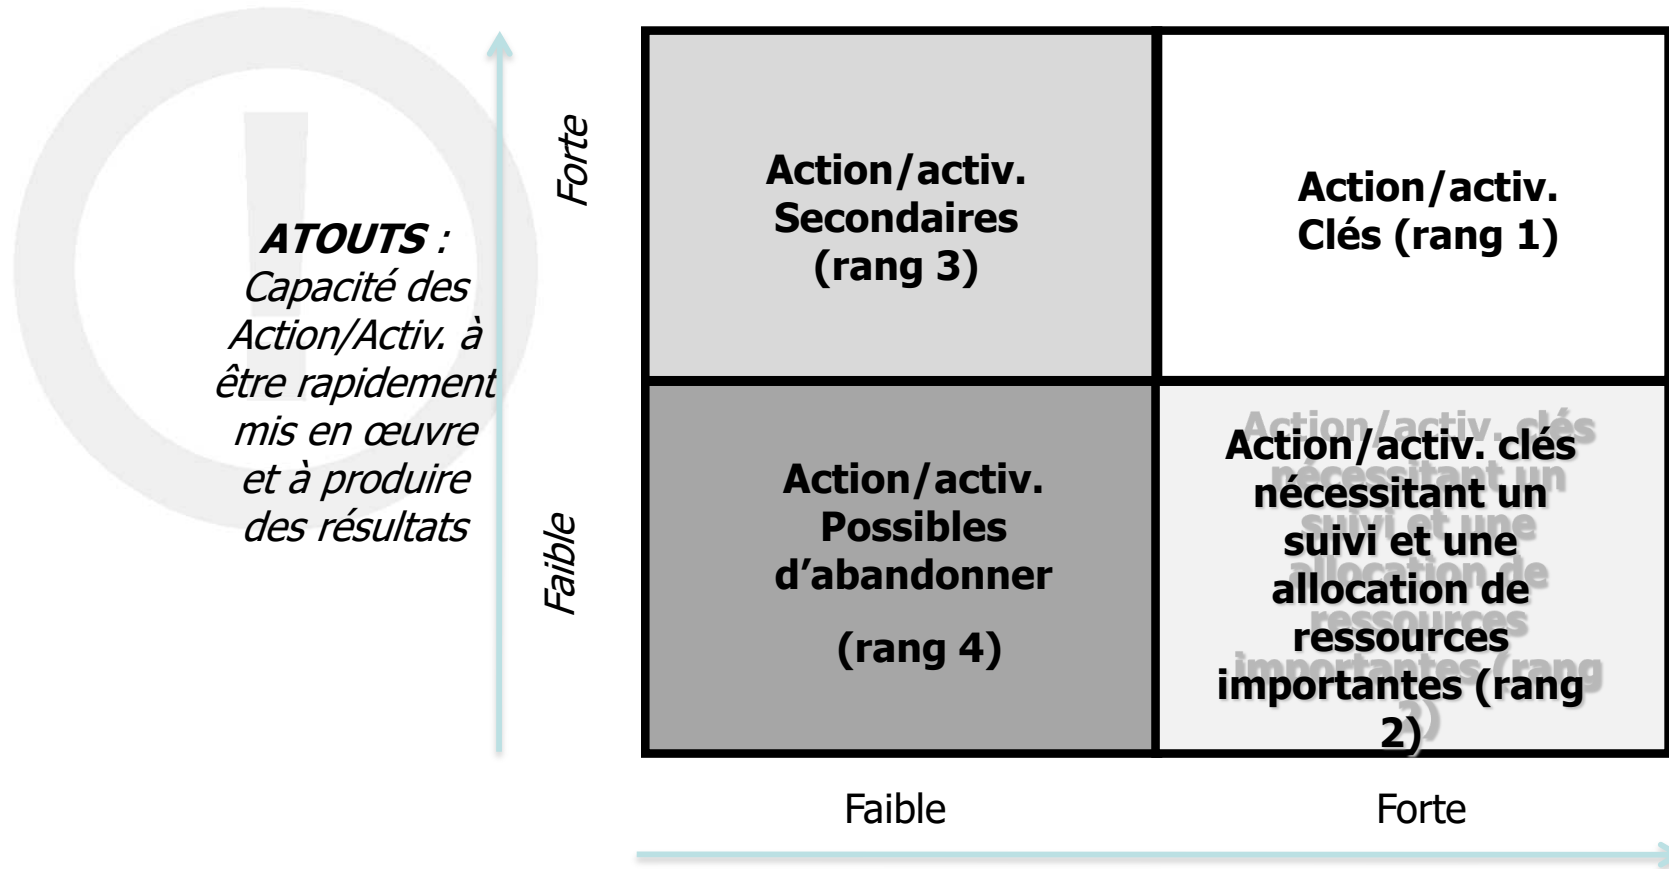 ATOUTS :
Capacité des
Action/Activ. à
être rapidement
mis en œuvre
et à produire
des résultats
Forte
Faible
Action/activ.
Secondaires
(rang 3)
Action/activ.
Clés (rang 1)
Action/activ.
Possibles
d’abandonner
(rang 4)
Action/activ. clés
nécessitant un
suivi et une
allocation de
ressources
importantes (rang
2)
Faible
Forte